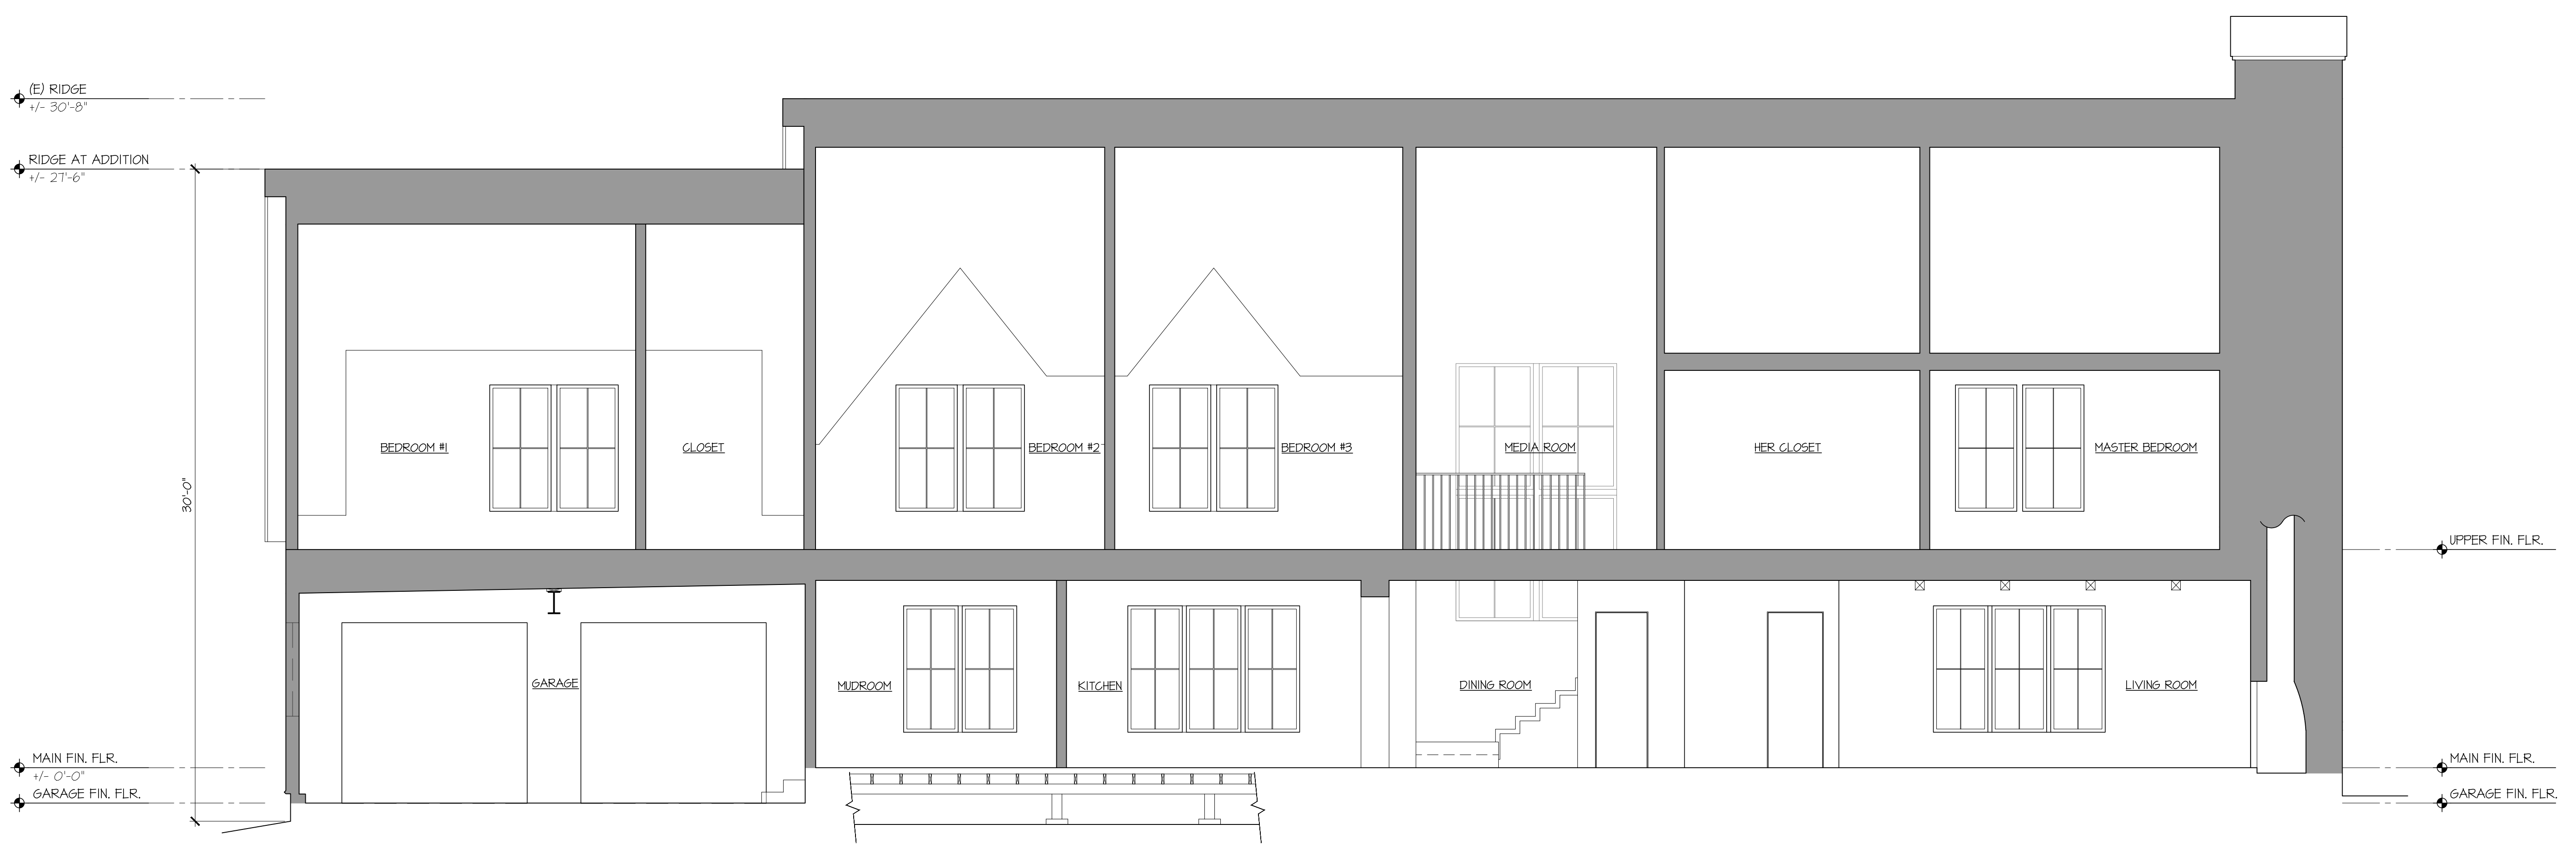 (E) RIDGE
+/- 30'-8"
RIDGE AT ADDITION
+/- 27'-6"
30'-0"
BEDROOM #1
CLOSET
BEDROOM #2
BEDROOM #3
MEDIA ROOM
HER CLOSET
MASTER BEDROOM
UPPER FIN. FLR.
GARAGE
MUDROOM
KITCHEN
DINING ROOM
LIVING ROOM
MAIN FIN. FLR.
+/- 0'-0"
GARAGE FIN. FLR.
MAIN FIN. FLR.
GARAGE FIN. FLR.